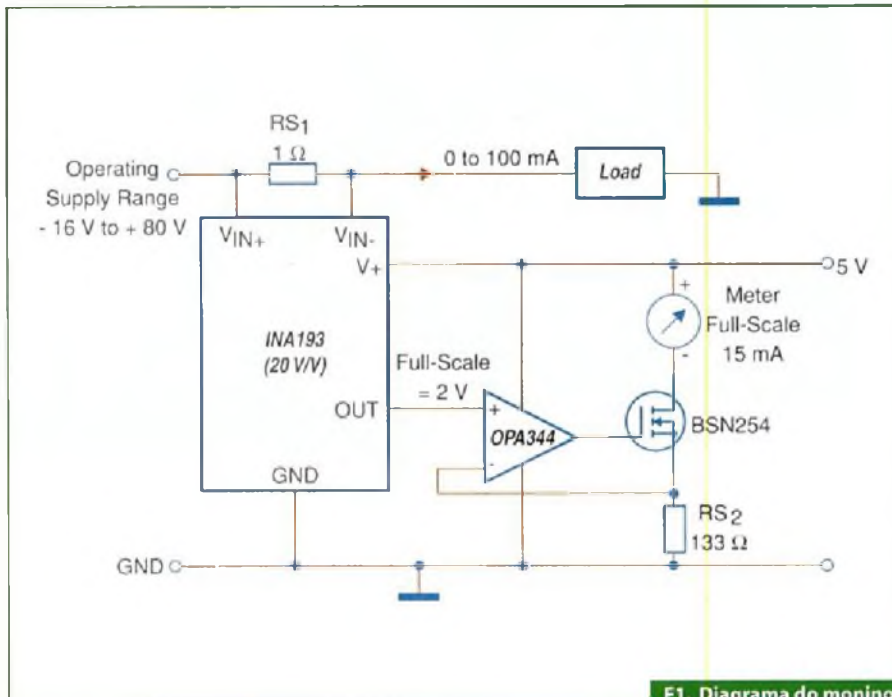 RS1
1 Ω
Operating
Supply Range
- 16 V to + 80 V
0 to 100 mA
Load
VIN+
VIN-
V+
5 V
+
Meter
Full-Scale
15 mA
-
INA193
(20 V/V)
Full-Scale
= 2 V
OUT
+
OPA344
-
BSN254
GND
RS2
133 Ω
GND
F1. Diagrama do